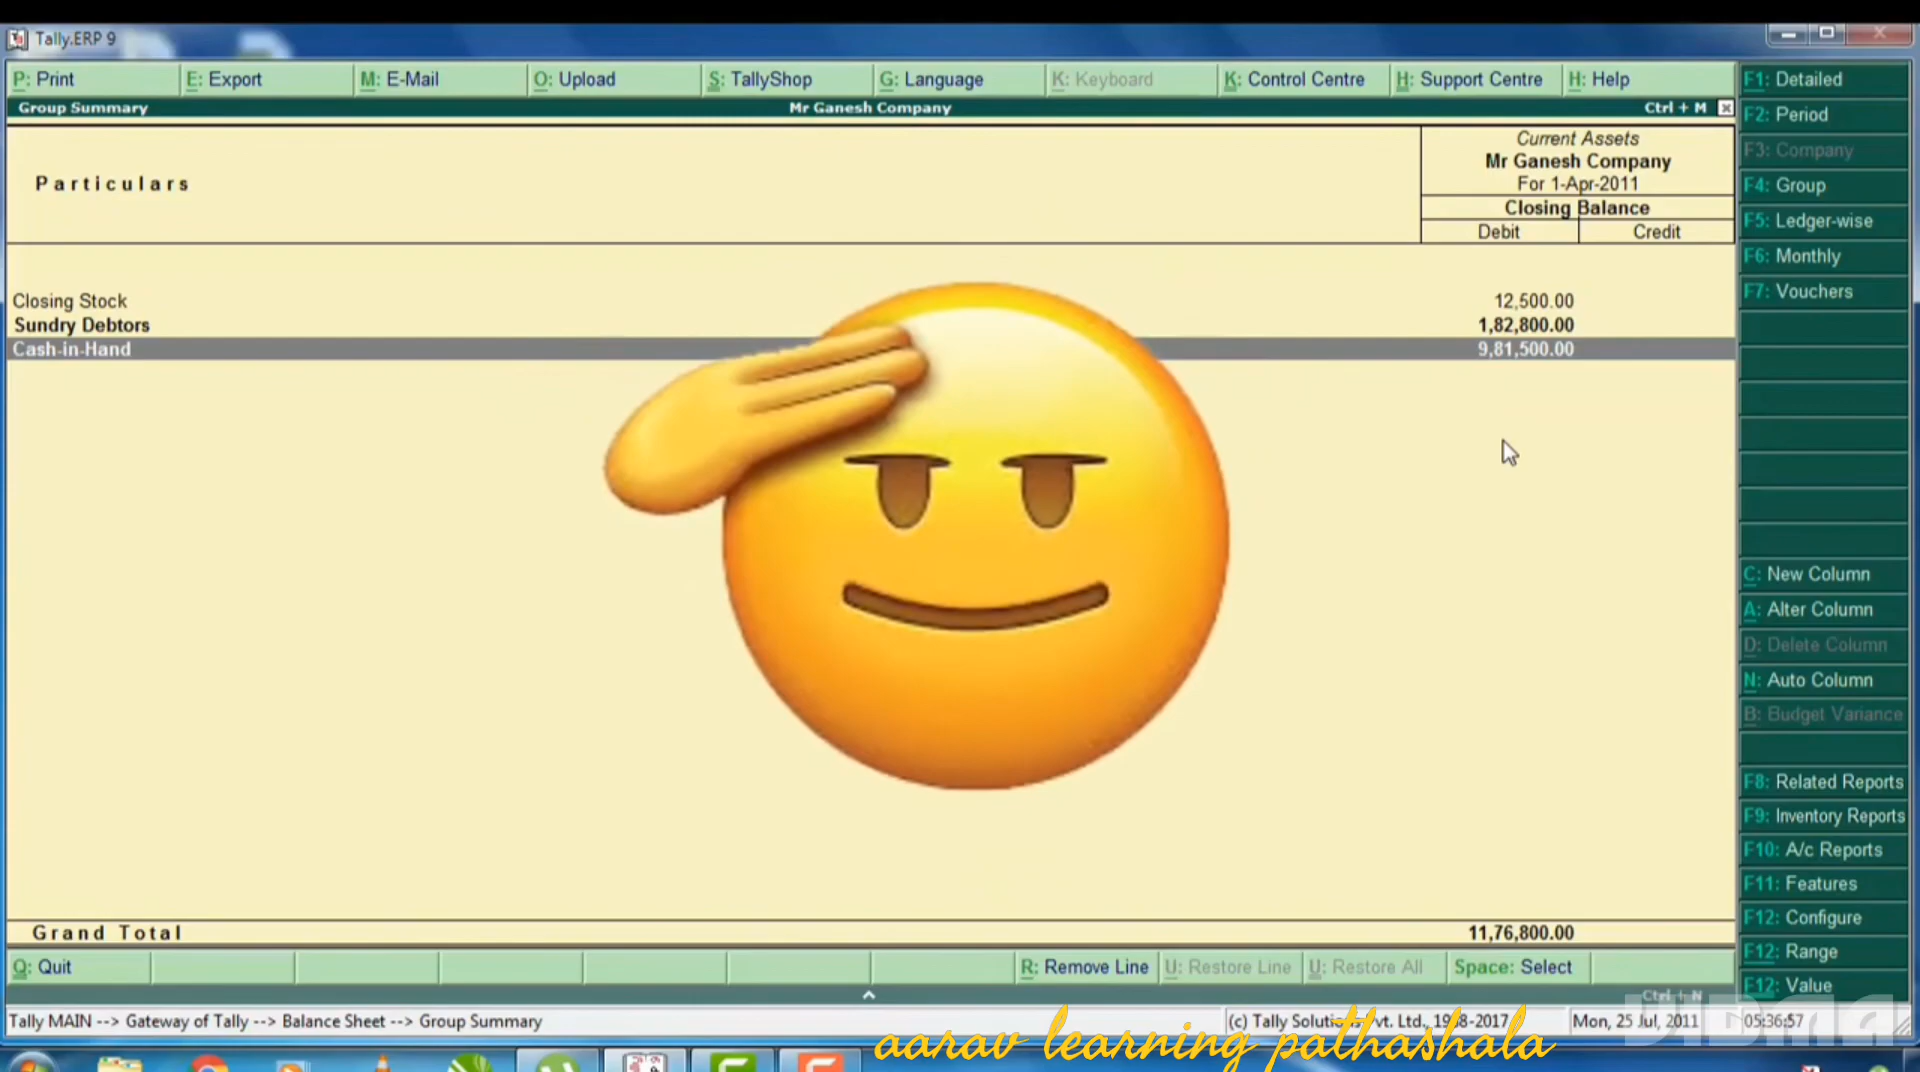 Tally.ERP 9
P: Print E: Export M: E-Mail O: Upload S: TallyShop G: Language K: Keyboard K: Control Centre H: Support Centre H: Help
Group Summary Mr Ganesh Company Ctrl + M
Particulars
Current Assets
Mr Ganesh Company
For 1-Apr-2011
Closing Balance
Debit Credit
Closing Stock 12,500.00
Sundry Debtors 1,82,800.00
Cash-in-Hand 9,81,500.00
Grand Total 11,76,800.00
F1: Detailed
F2: Period
F3: Company
F4: Group
F5: Ledger-wise
F6: Monthly
F7: Vouchers
C: New Column
A: Alter Column
D: Delete Column
N: Auto Column
B: Budget Variance
F8: Related Reports
F9: Inventory Reports
F10: A/c Reports
F11: Features
F12: Configure
F12: Range
F12: Value
Q: Quit R: Remove Line U: Restore Line U: Restore All Space: Select
Ctrl + N
Tally MAIN --> Gateway of Tally --> Balance Sheet --> Group Summary (c) Tally Ltd., Mon, 25 Jul, 2011 05:36:57
aarav learning pathashala